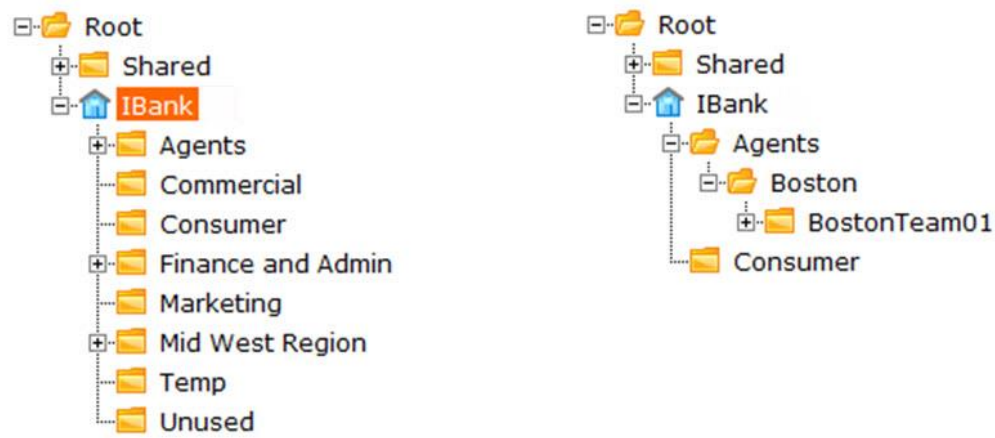 Root
Shared
IBank
Agents
Commercial
Consumer
Finance and Admin
Marketing
Mid West Region
Temp
Unused
Root
Shared
IBank
Agents
Boston
BostonTeam01
Consumer